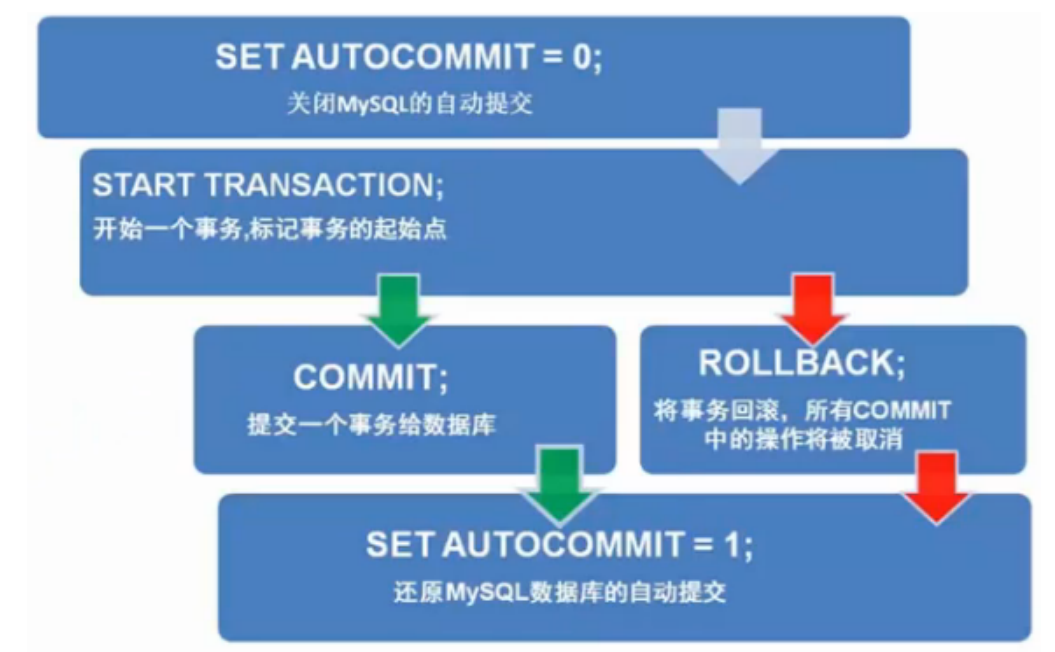 SET AUTOCOMMIT = 0;
关闭MySQL的自动提交
START TRANSACTION;
开始一个事务,标记事务的起始点
COMMIT;
提交一个事务给数据库
ROLLBACK;
将事务回滚，所有COMMIT
中的操作将被取消
SET AUTOCOMMIT = 1;
还原MySQL数据库的自动提交